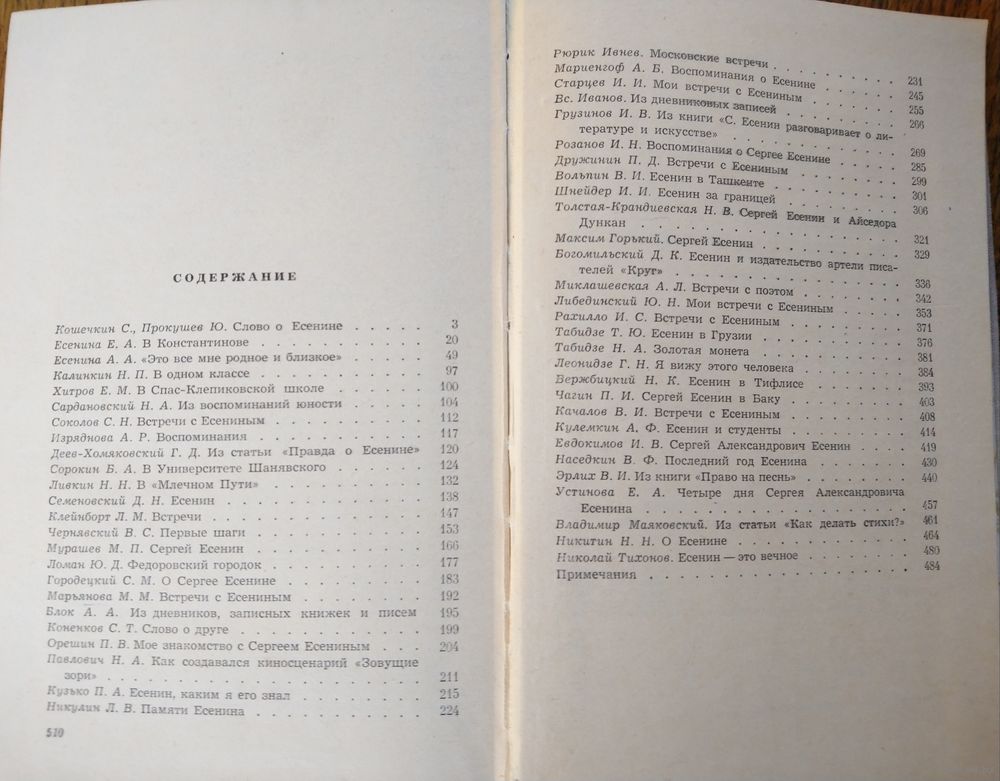 СОДЕРЖАНИЕ
Кошечкин С., Прокушев Ю. Слово о Есенине . . . . . 3
Есенина Е. А. В Константинове . . . . . . . . . 20
Есенина А. А. «Это все мне родное и близкое» . . . . . 49
Калинкин Н. П. В одном классе . . . . . . . . . 97
Хитров Е. М. В Спас-Клепиковской школе . . . . . . 100
Сардановский Н. А. Из воспоминаний юности . . . . . 104
Соколов С. Н. Встречи с Есениным . . . . . . . . 112
Изряднова А. Р. Воспоминания . . . . . . . . . 117
Деев-Хомяковский Г. Д. Из статьи «Правда о Есенине» 120
Сорокин Б. А. В Университете Шанявского . . . . . . 124
Ливкин Н. Н. В «Млечном Пути» . . . . . . . . . 132
Семеновский Д. Н. Есенин . . . . . . . . . . . 138
Клейнборт Л. М. Встречи . . . . . . . . . . . 147
Чернявский В. С. Первые шаги . . . . . . . . . 153
Мурашев М. П. Сергей Есенин . . . . . . . . . 166
Ломан Ю. Д. Федоровский городок . . . . . . . . 177
Городецкий С. М. О Сергее Есенине . . . . . . . . 183
Марьянова М. М. Встречи с Есениным . . . . . . . 192
Блок А. А. Из дневников, записных книжек и писем 195
Коненков С. Т. Слово о друге . . . . . . . . . . 199
Орешин П. В. Мое знакомство с Сергеем Есениным . . . 204
Павлович Н. А. Как создавался киносценарий «Зовущие
зори» . . . . . . . . . . . . . . . . . 211
Кузько П. А. Есенин, каким я его знал . . . . . . . 215
Никулин Л. В. Памяти Есенина . . . . . . . . . 224
510
Рюрик Ивнев. Московские встречи . . . . . . . . 231
Мариенгоф А. Б. Воспоминания о Есенине . . . . . . 245
Старцев И. И. Мои встречи с Есениным . . . . . . . 255
Вс. Иванов. Из дневниковых записей . . . . . . . . 266
Грузинов И. В. Из книги «С. Есенин разговаривает о ли-
тературе и искусстве» . . . . . . . . . . 269
Розанов И. Н. Воспоминания о Сергее Есенине . . . . . 285
Дружинин П. Д. Встречи с Есениным . . . . . . . . 299
Вольпин В. И. Есенин в Ташкенте . . . . . . . . . 301
Шнейдер И. И. Есенин за границей . . . . . . . . 306
Толстая-Крандиевская Н. В. Сергей Есенин и Айседора
Дункан . . . . . . . . . . . . . . . . 321
Максим Горький. Сергей Есенин . . . . . . . . . 329
Богомильский Д. К. Есенин и издательство артели писа-
телей «Круг» . . . . . . . . . . . . . . 336
Миклашевская А. Л. Встречи с поэтом . . . . . . . 342
Либединский Ю. Н. Мои встречи с Есениным . . . . . 353
Рахилло И. С. Встречи с Есениным . . . . . . . . 371
Табидзе Т. Ю. Есенин в Грузии . . . . . . . . . 376
Табидзе Н. А. Золотая монета . . . . . . . . . . 381
Леонидзе Г. Н. Я вижу этого человека . . . . . . . 384
Вержбицкий Н. К. Есенин в Тифлисе . . . . . . . . 393
Чагин П. И. Сергей Есенин в Баку . . . . . . . . 403
Качалов В. И. Встречи с Есениным . . . . . . . . 408
Кулемкин А. Ф. Есенин и студенты . . . . . . . . 414
Евдокимов И. В. Сергей Александрович Есенин . . . . 419
Наседкин В. Ф. Последний год Есенина . . . . . . . 430
Эрлих В. И. Из книги «Право на песнь» . . . . . . . 440
Устинова Е. А. Четыре дня Сергея Александровича
Есенина . . . . . . . . . . . . . . . 457
Владимир Маяковский. Из статьи «Как делать стихи?» 461
Никитин Н. Н. О Есенине . . . . . . . . . . . 464
Николай Тихонов. Есенин — это вечное . . . . . . . 480
Примечания . . . . . . . . . . . . . . . 484